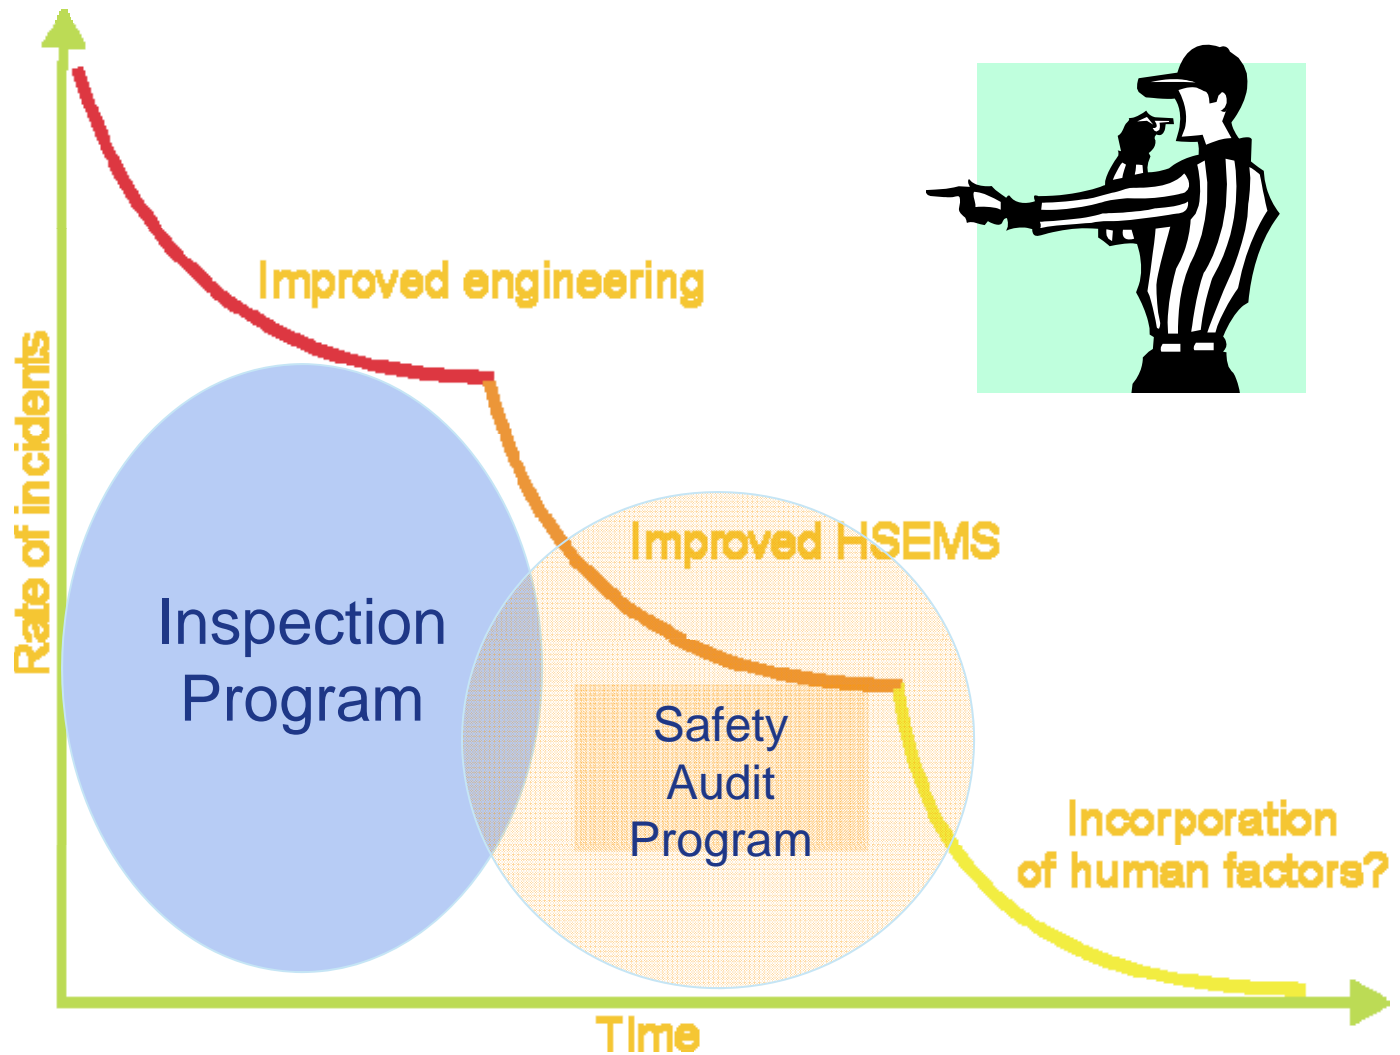 Improved engineering
Rate of incidents
Improved HSEMS
Inspection
Program
Safety
Audit
Program
Incorporation
of human factors?
Time